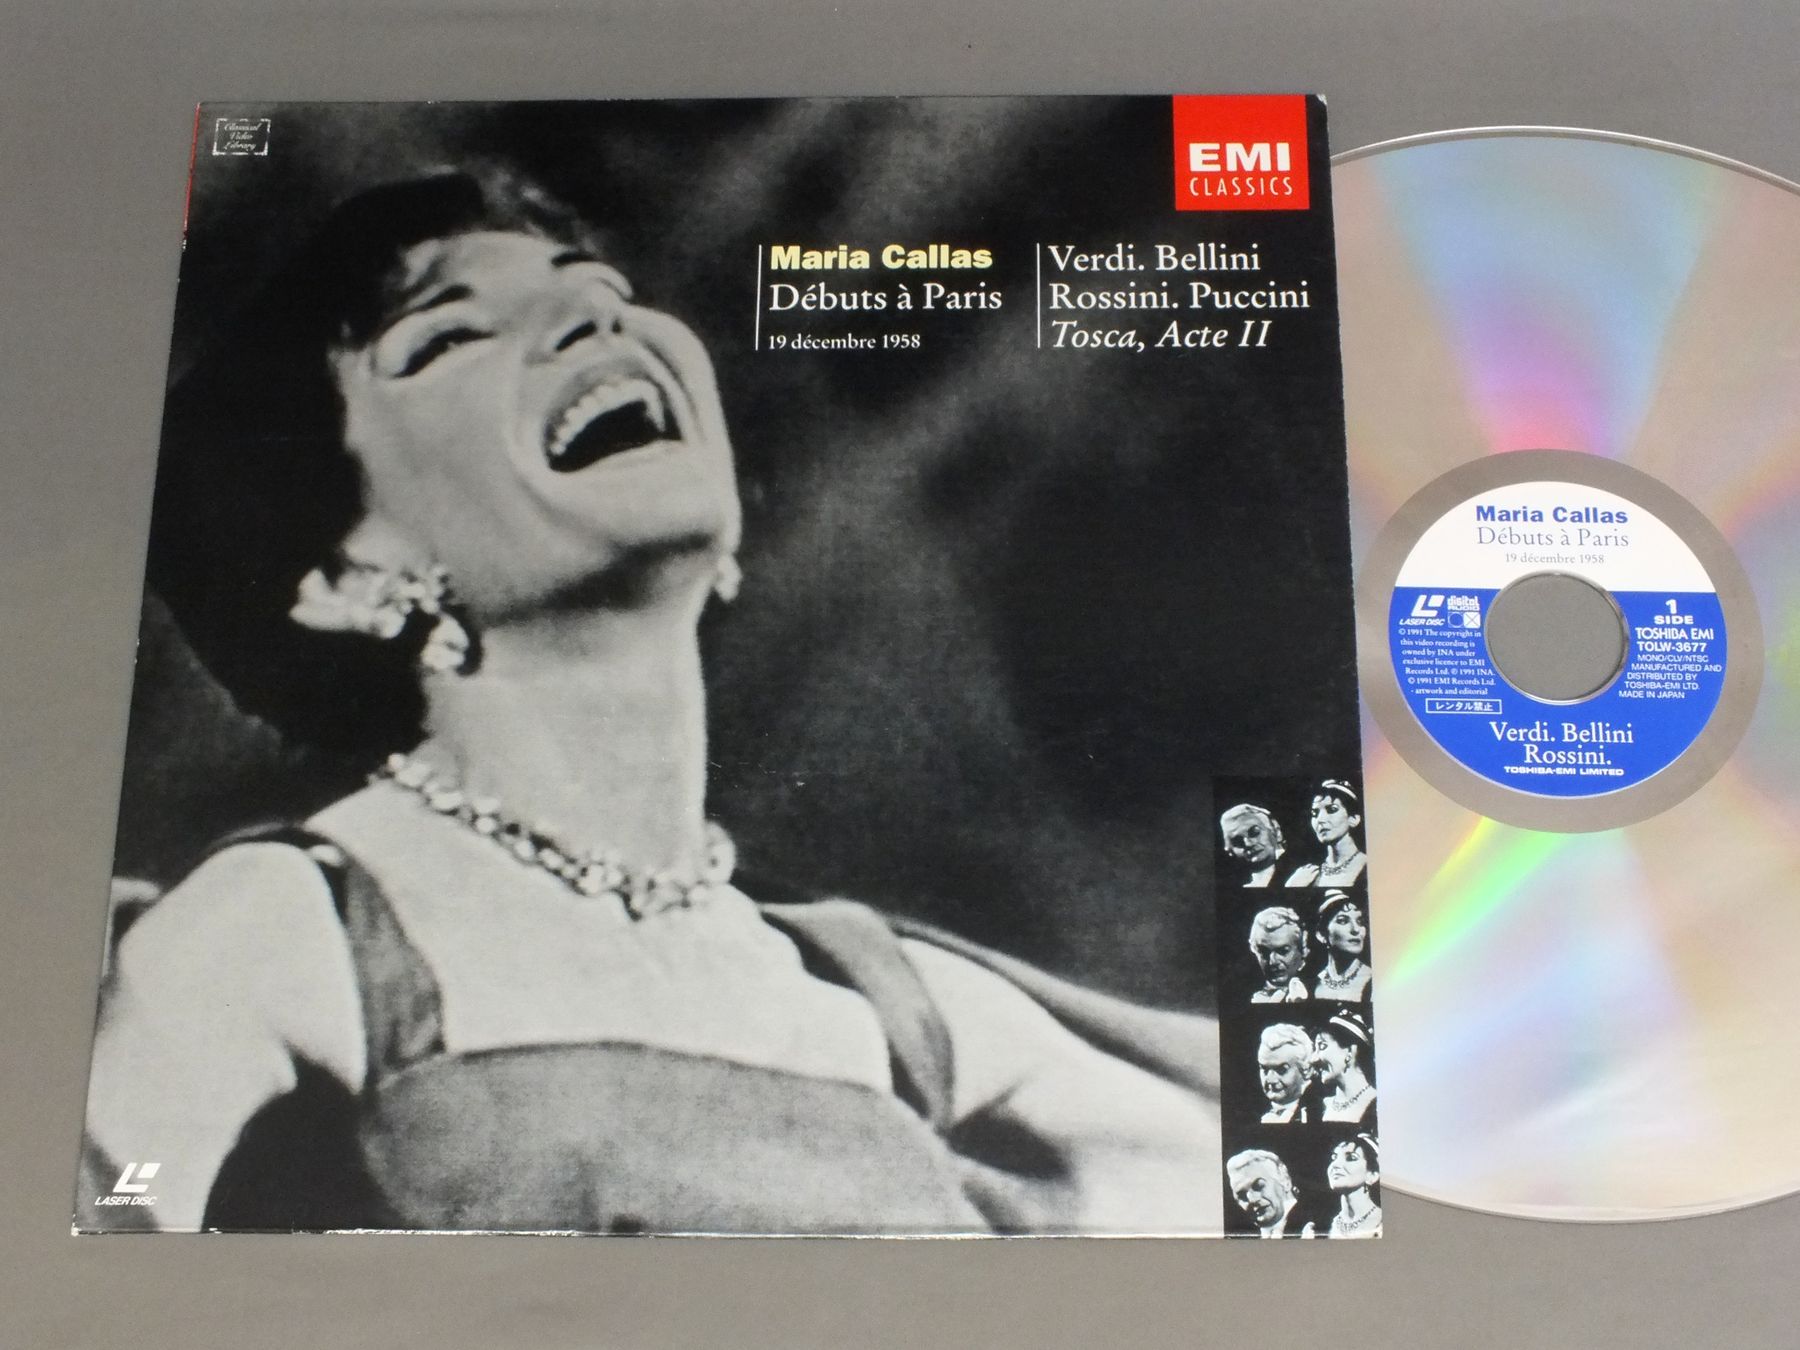 Classical
Video
Library
EMI
CLASSICS
Maria Callas
Débuts à Paris
19 décembre 1958
Verdi. Bellini
Rossini. Puccini
Tosca, Acte II
LASER DISC
Maria Callas
Débuts à Paris
19 décembre 1958
LASER DISC
digital
AUDIO
© 1991 The copyright in
this video recording is
owned by INA under
exclusive licence to EMI
Records Ltd. ℗ 1991 INA.
© 1991 EMI Records Ltd.
- artwork and editorial
レンタル禁止
1
SIDE
TOSHIBA EMI
TOLW-3677
MONO/CLV/NTSC
MANUFACTURED AND
DISTRIBUTED BY
TOSHIBA-EMI LTD.
MADE IN JAPAN
Verdi. Bellini
Rossini.
TOSHIBA-EMI LIMITED